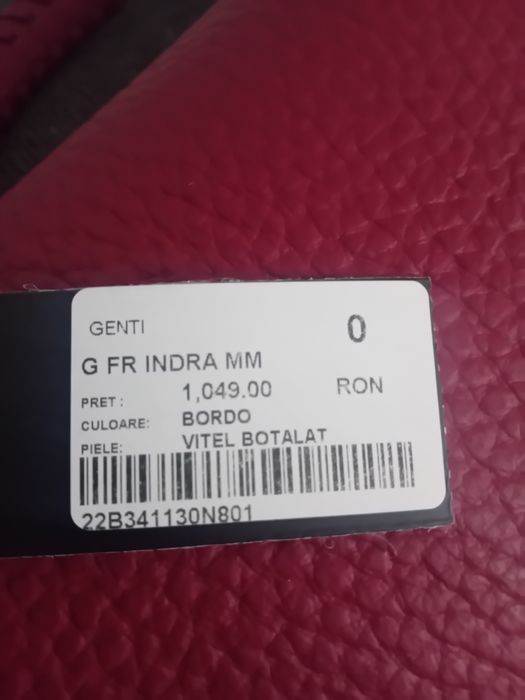 GENTI 0
G FR INDRA MM
PRET : 1,049.00 RON
CULOARE: BORDO
PIELE: VITEL BOTALAT
22B341130N801